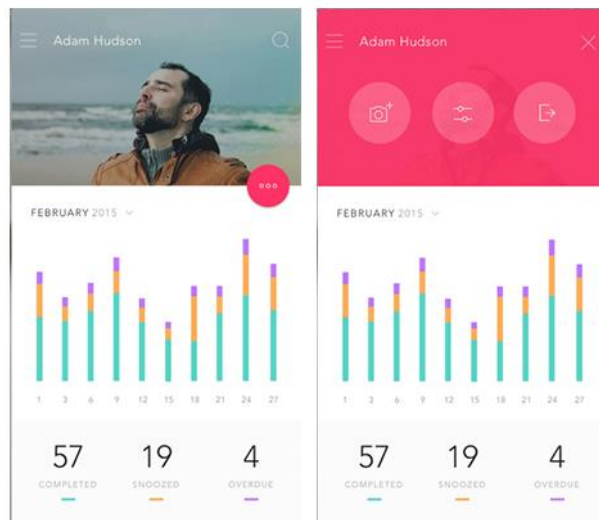 Adam Hudson
FEBRUARY 2015
1 3 6 9 12 15 18 21 24 27
57 19 4
COMPLETED SNOOZED OVERDUE
Adam Hudson
FEBRUARY 2015
1 3 6 9 12 15 18 21 24 27
57 19 4
COMPLETED SNOOZED OVERDUE